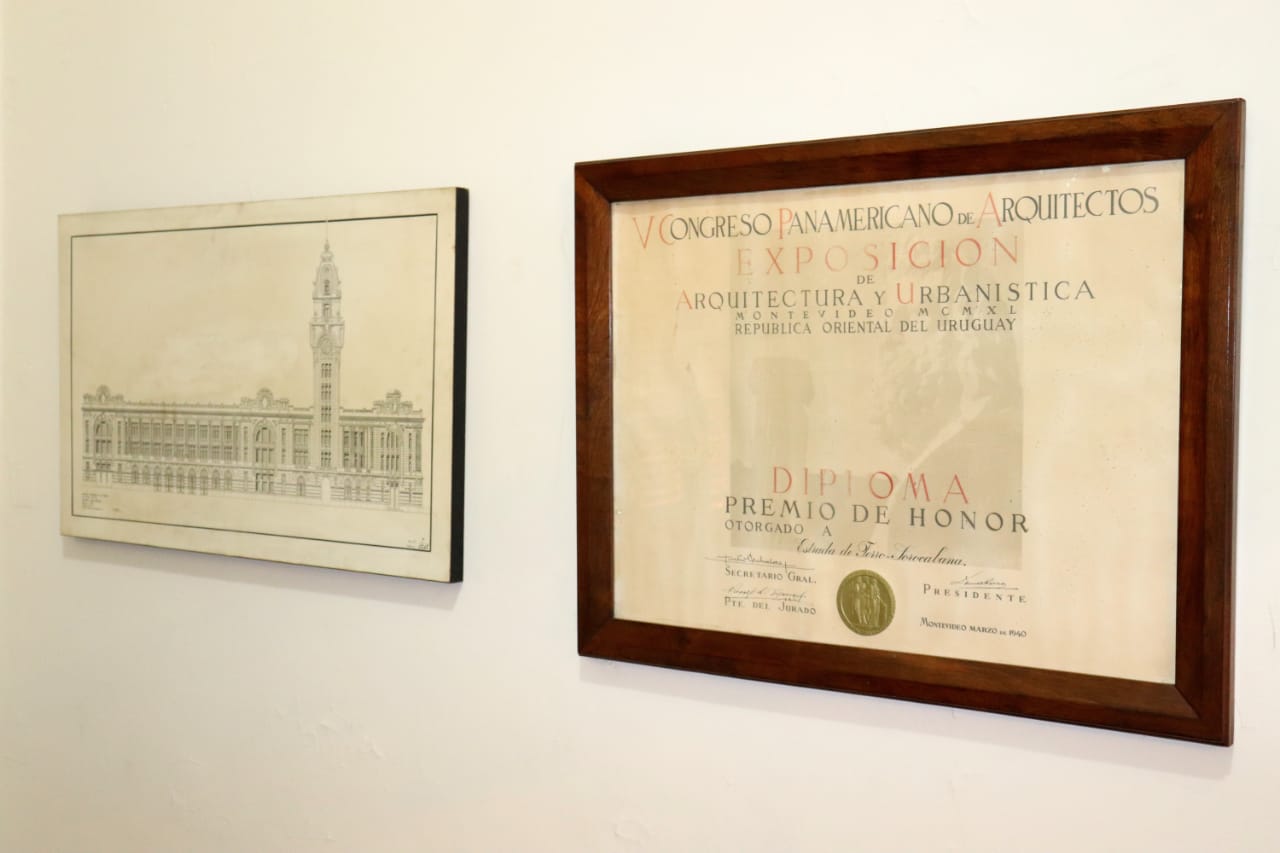 V CONGRESO PANAMERICANO DE ARQUITECTOS
EXPOSICION
DE
ARQUITECTURA Y URBANISTICA
MONTEVIDEO MCMXL
REPUBLICA ORIENTAL DEL URUGUAY
DIPLOMA
PREMIO DE HONOR
OTORGADO A
Estrada de Ferro Sorocabana.
SECRETARIO GRAL.
PRESIDENTE
PTE. DEL JURADO
MONTEVIDEO MARZO DE 1940